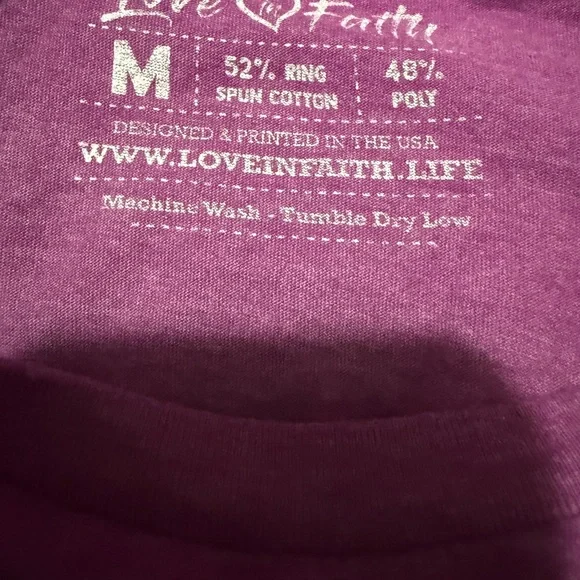 Love in Faith
M 52% RING SPUN COTTON 48% POLY
DESIGNED & PRINTED IN THE USA
WWW.LOVEINFAITH.LIFE
Machine Wash - Tumble Dry Low